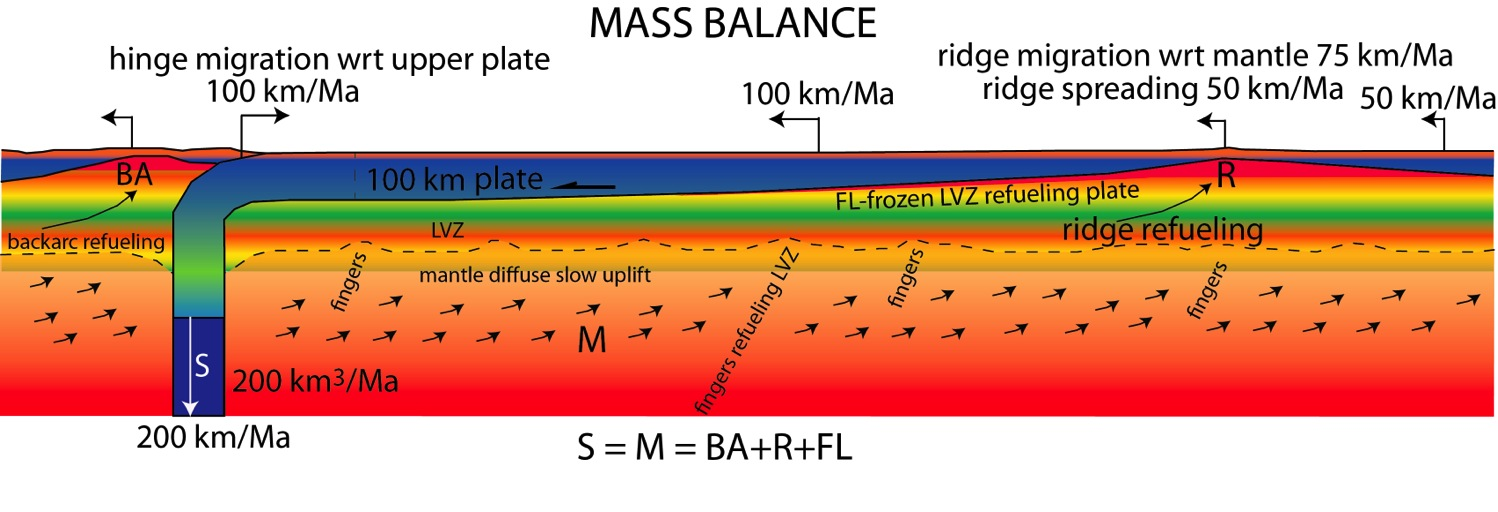 MASS BALANCE
hinge migration wrt upper plate
100 km/Ma
100 km/Ma
ridge migration wrt mantle 75 km/Ma
ridge spreading 50 km/Ma
50 km/Ma
BA
100 km plate
R
FL-frozen LVZ refueling plate
backarc refueling
LVZ
ridge refueling
fingers
mantle diffuse slow uplift
fingers refueling LVZ
fingers
fingers
M
S
200 km3/Ma
200 km/Ma
S = M = BA+R+FL